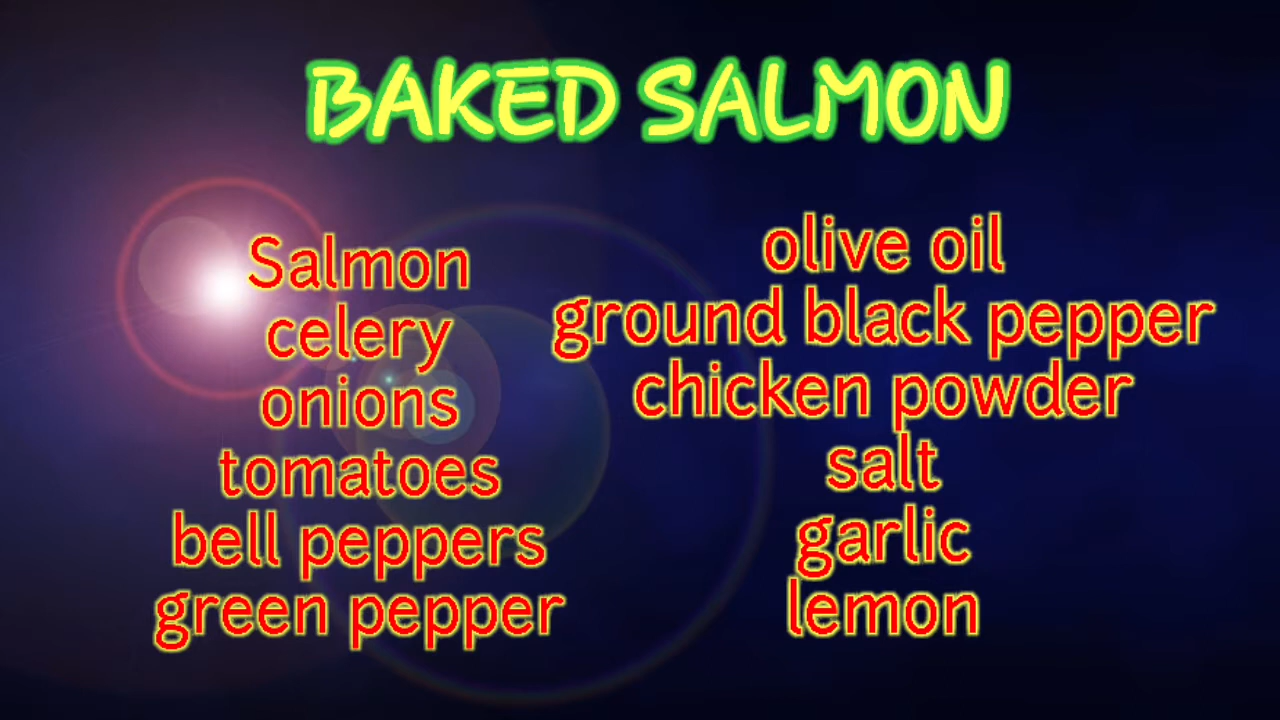 BAKED SALMON
Salmon
celery
onions
tomatoes
bell peppers
green pepper
olive oil
ground black pepper
chicken powder
salt
garlic
lemon